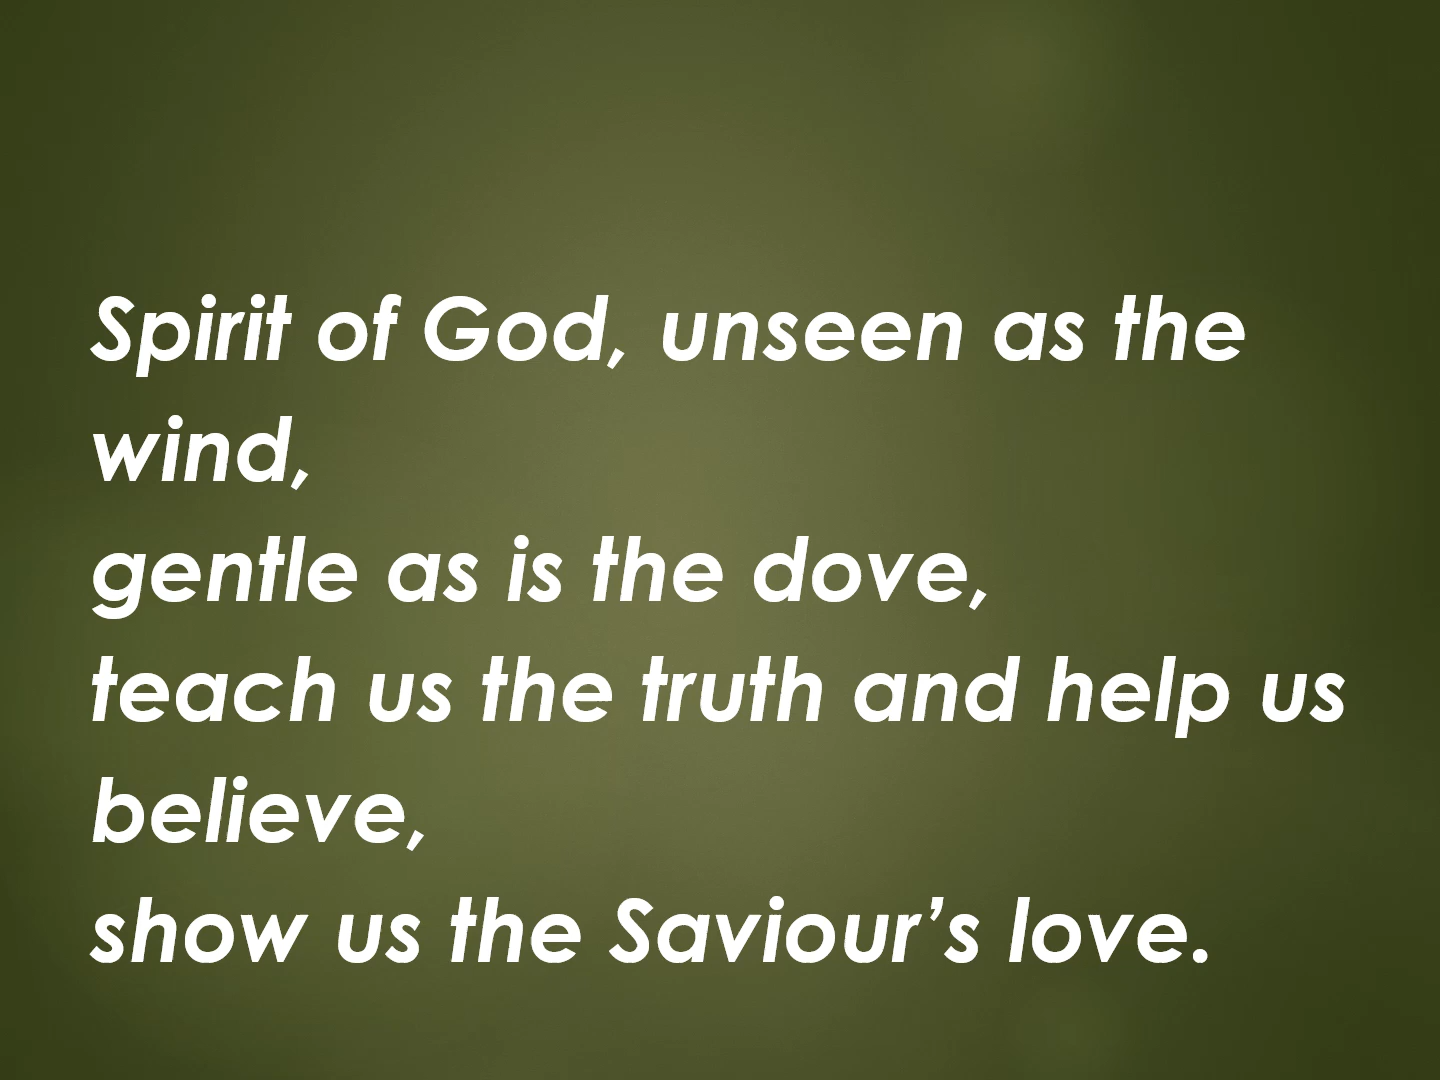 Spirit of God, unseen as the
wind,
gentle as is the dove,
teach us the truth and help us
believe,
show us the Saviour’s love.